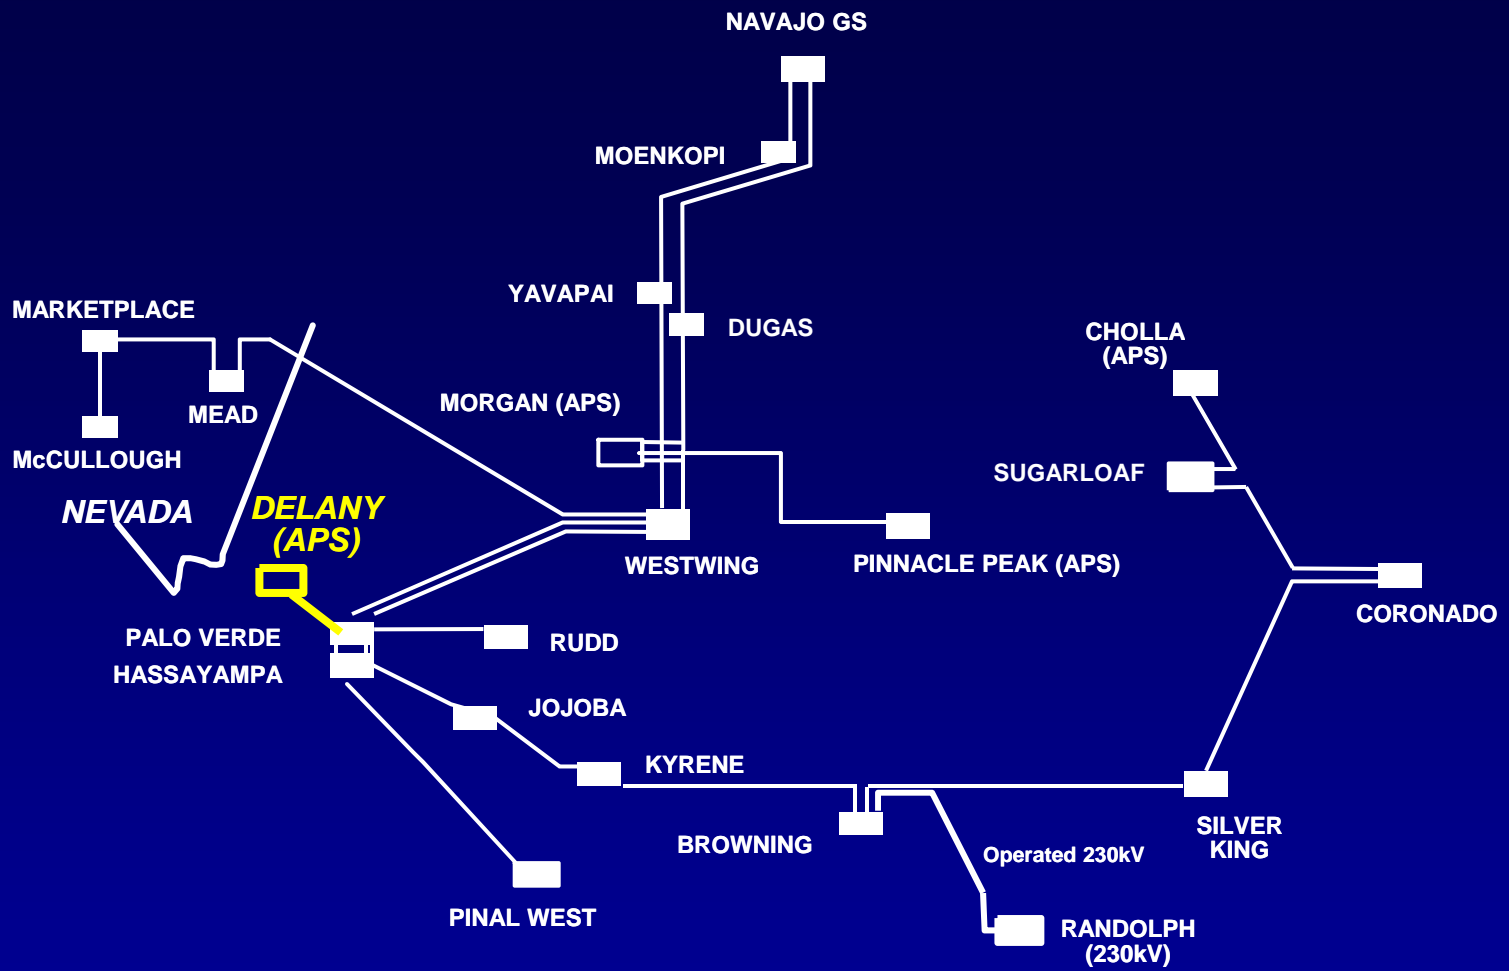 NAVAJO GS
MOENKOPI
YAVAPAI
MARKETPLACE
DUGAS
CHOLLA
(APS)
MORGAN (APS)
MEAD
McCULLOUGH
SUGARLOAF
NEVADA
DELANY
(APS)
WESTWING
PINNACLE PEAK (APS)
CORONADO
PALO VERDE
RUDD
HASSAYAMPA
JOJOBA
KYRENE
SILVER
KING
BROWNING
Operated 230kV
PINAL WEST
RANDOLPH
(230kV)